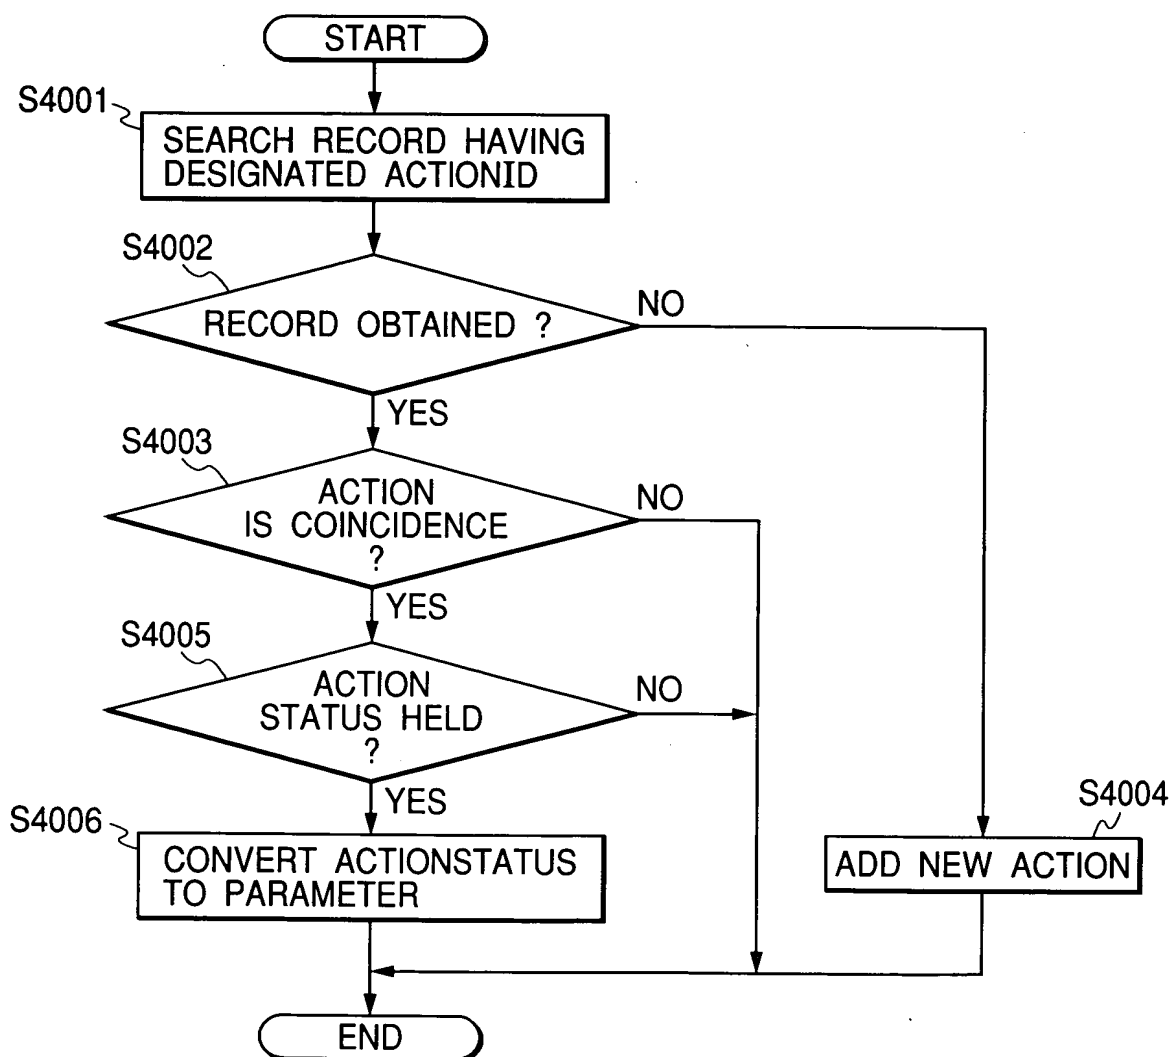 START
S4001
SEARCH RECORD HAVING
DESIGNATED ACTIONID
S4002
RECORD OBTAINED ?
NO
YES
S4003
ACTION
IS COINCIDENCE
?
NO
YES
S4005
ACTION
STATUS HELD
?
NO
YES
S4006
CONVERT ACTIONSTATUS
TO PARAMETER
S4004
ADD NEW ACTION
END